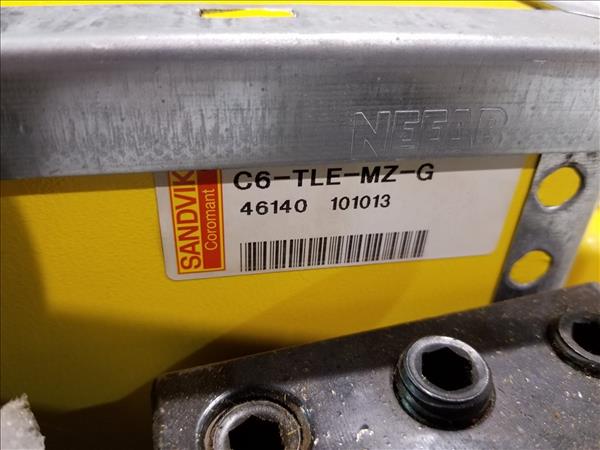 NEFAB
C6-TLE-MZ-G
46140 101013
SANDVIK
Coromant